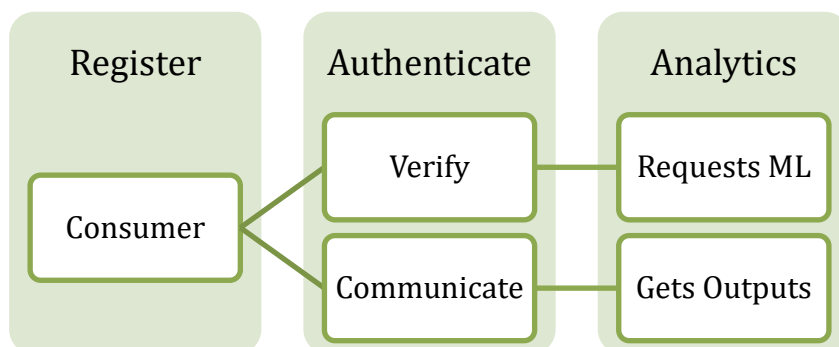 Register
Authenticate
Analytics
Consumer
Verify
Requests ML
Communicate
Gets Outputs